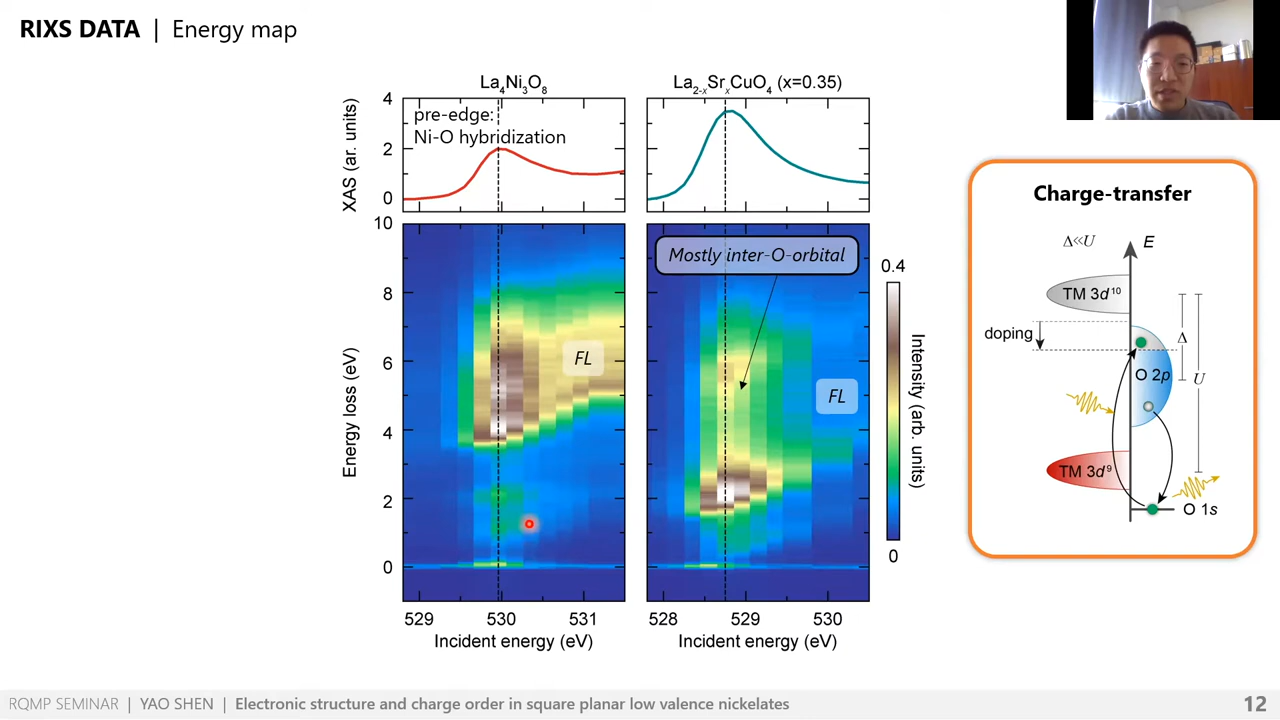 RIXS DATA | Energy map
La₄Ni₃O₈
La₂₋ₓSrₓCuO₄ (x=0.35)
4
2
0
XAS (ar. units)
pre-edge:
Ni-O hybridization
10
8
6
4
2
0
Energy loss (eV)
FL
529
530
531
Incident energy (eV)
Mostly inter-O-orbital
FL
528
529
530
Incident energy (eV)
0.4
0
Intensity (arb. units)
Charge-transfer
Δ≪U
E
TM 3d¹⁰
doping
Δ
O 2p
U
TM 3d⁹
O 1s
RQMP SEMINAR | YAO SHEN | Electronic structure and charge order in square planar low valence nickelates
12